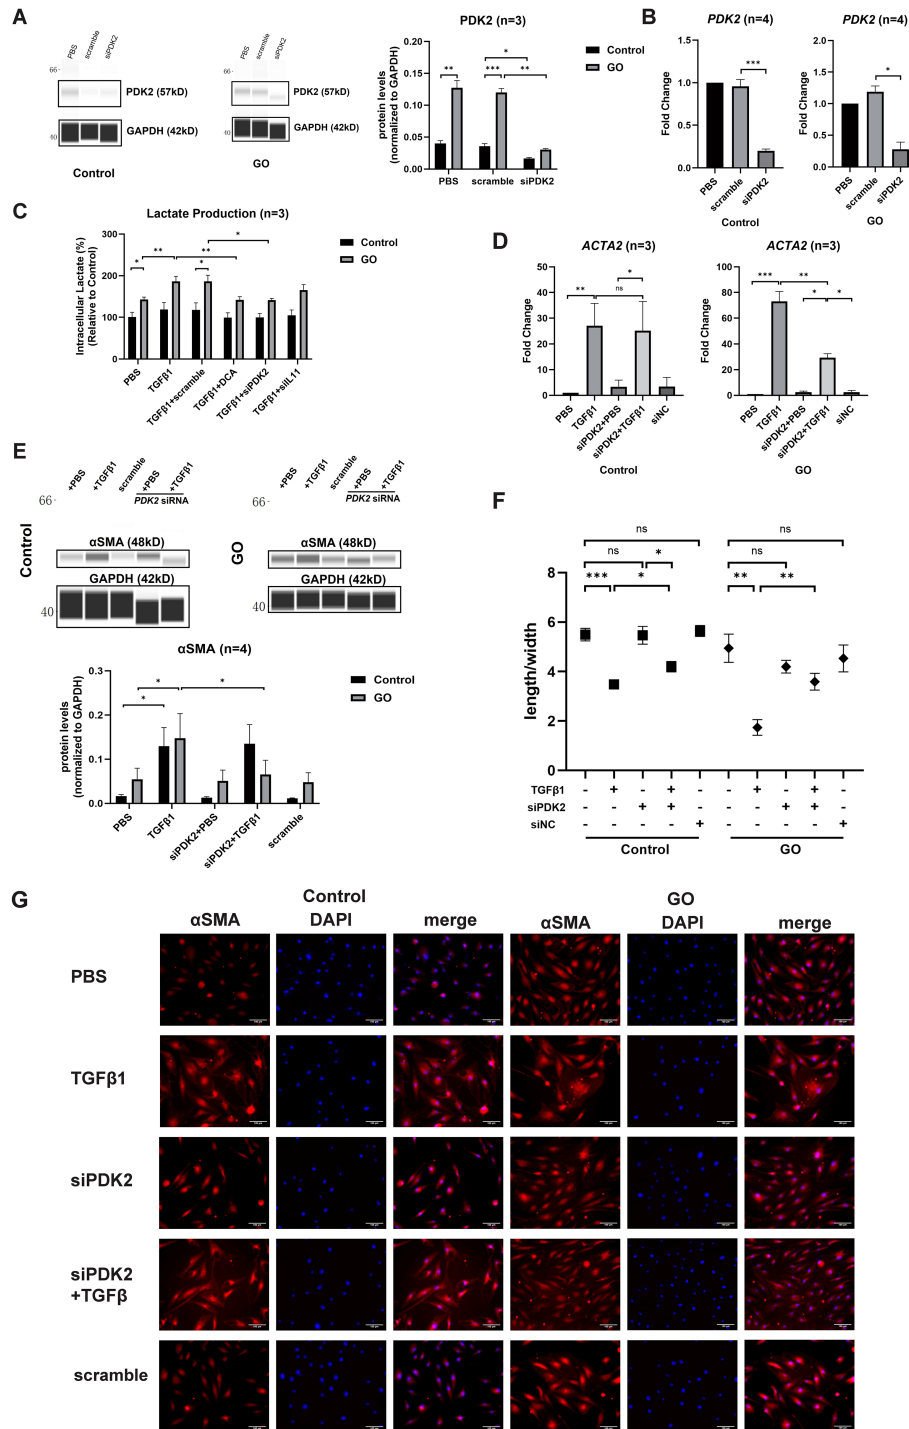 A
PBS
scramble
siPDK2
66
PDK2 (57kD)
GAPDH (42kD)
40
Control
PBS
scramble
siPDK2
66
PDK2 (57kD)
GAPDH (42kD)
40
GO
PDK2 (n=3)
protein levels
(normalized to GAPDH)
0.20
0.15
0.10
0.05
0.00
** *** * **
PBS scramble siPDK2
Control
GO
B
PDK2 (n=4)
Fold Change
1.5
1.0
0.5
0.0
***
PBS
scramble
siPDK2
Control
PDK2 (n=4)
Fold Change
2.0
1.5
1.0
0.5
0.0
*
PBS
scramble
siPDK2
GO
C
Lactate Production (n=3)
Intracellular Lactate (%)
(Relative to Control)
300
200
100
0
* ** * ** *
PBS
TGFβ1
TGFβ1+scramble
TGFβ1+DCA
TGFβ1+siPDK2
TGFβ1+siIL11
Control
GO
D
ACTA2 (n=3)
Fold Change
50
40
30
20
10
0
** ns *
PBS
TGFβ1
siPDK2+PBS
siPDK2+TGFβ1
siNC
Control
ACTA2 (n=3)
Fold Change
100
80
60
40
20
0
*** ** * *
PBS
TGFβ1
siPDK2+PBS
siPDK2+TGFβ1
siNC
GO
E
+PBS
+TGFβ1
scramble
+PBS
+TGFβ1
PDK2 siRNA
66
Control
αSMA (48kD)
GAPDH (42kD)
40
+PBS
+TGFβ1
scramble
+PBS
+TGFβ1
PDK2 siRNA
66
GO
αSMA (48kD)
GAPDH (42kD)
40
αSMA (n=4)
protein levels
(normalized to GAPDH)
0.3
0.2
0.1
0.0
* * *
PBS
TGFβ1
siPDK2+PBS
siPDK2+TGFβ1
scramble
Control
GO
F
length/width
8
6
4
2
0
ns
ns *
*** *
ns
ns
** **
TGFβ1 - + - + - - + - + -
siPDK2 - - + + - - - + + -
siNC - - - - + - - - - +
Control GO
G
Control GO
αSMA DAPI merge αSMA DAPI merge
PBS
TGFβ1
siPDK2
siPDK2
+TGFβ
scramble